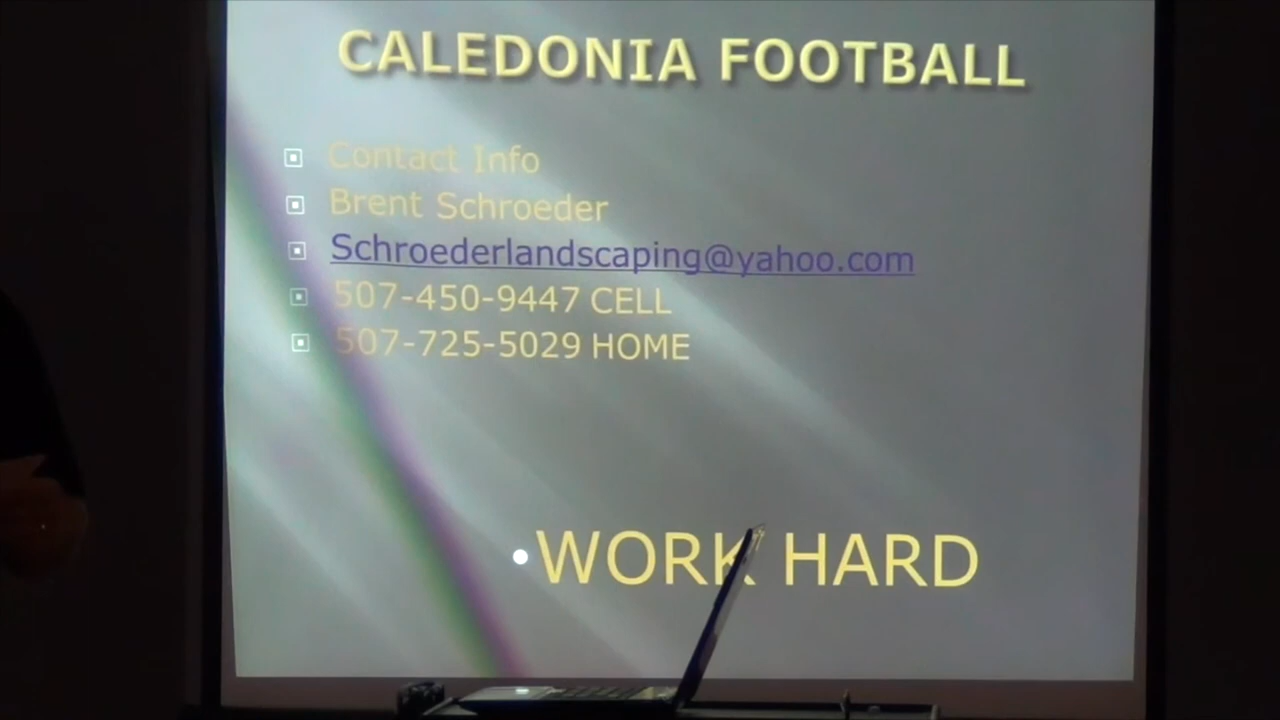 CALEDONIA FOOTBALL
Contact Info
Brent Schroeder
Schroederlandscaping@yahoo.com
507-450-9447 CELL
507-725-5029 HOME
WORK HARD